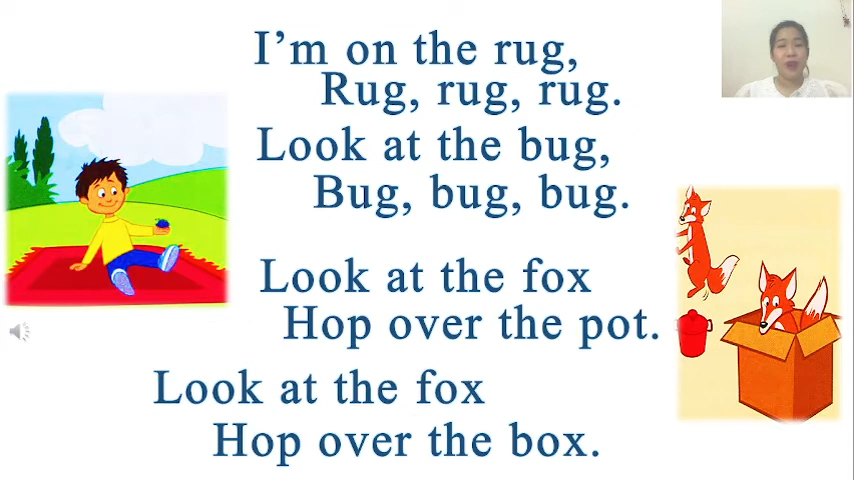 I'm on the rug,
Rug, rug, rug.
Look at the bug,
Bug, bug, bug.
Look at the fox
Hop over the pot.
Look at the fox
Hop over the box.